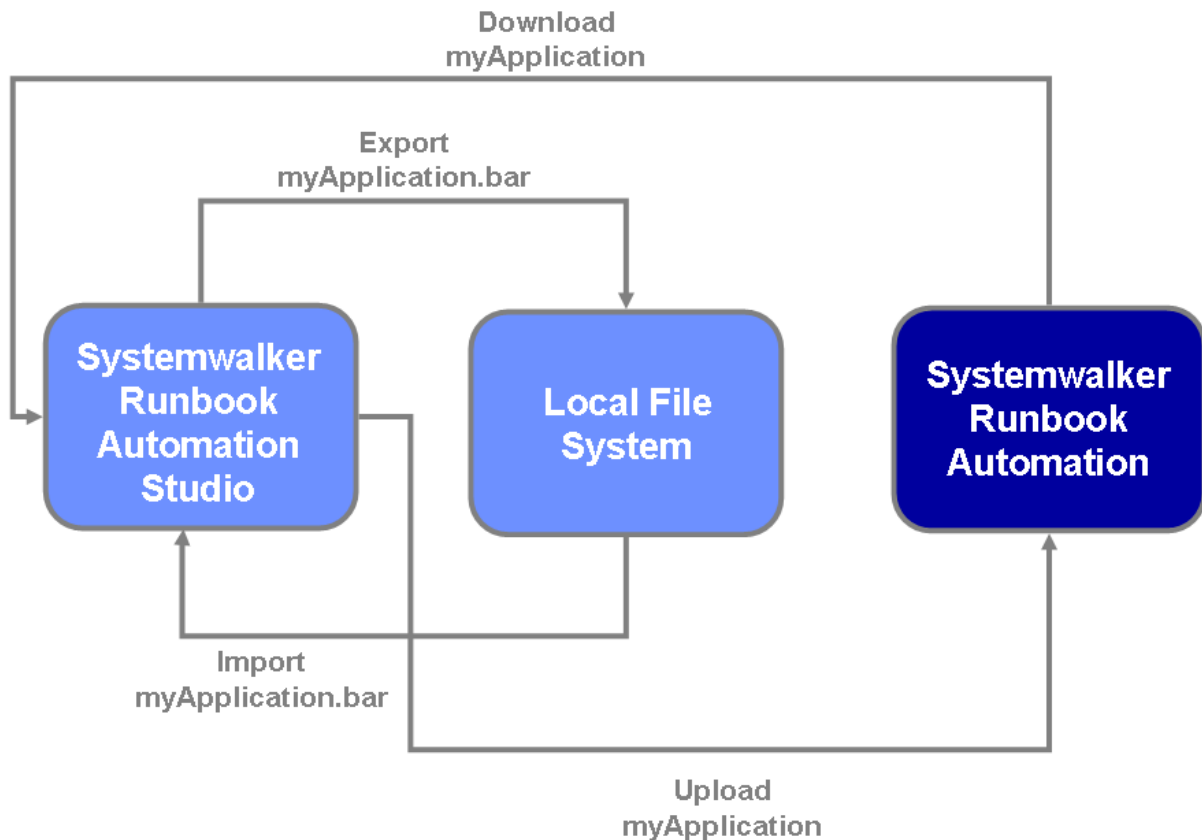 Download
myApplication
Export
myApplication.bar
Systemwalker
Runbook
Automation
Studio
Local File
System
Systemwalker
Runbook
Automation
Import
myApplication.bar
Upload
myApplication